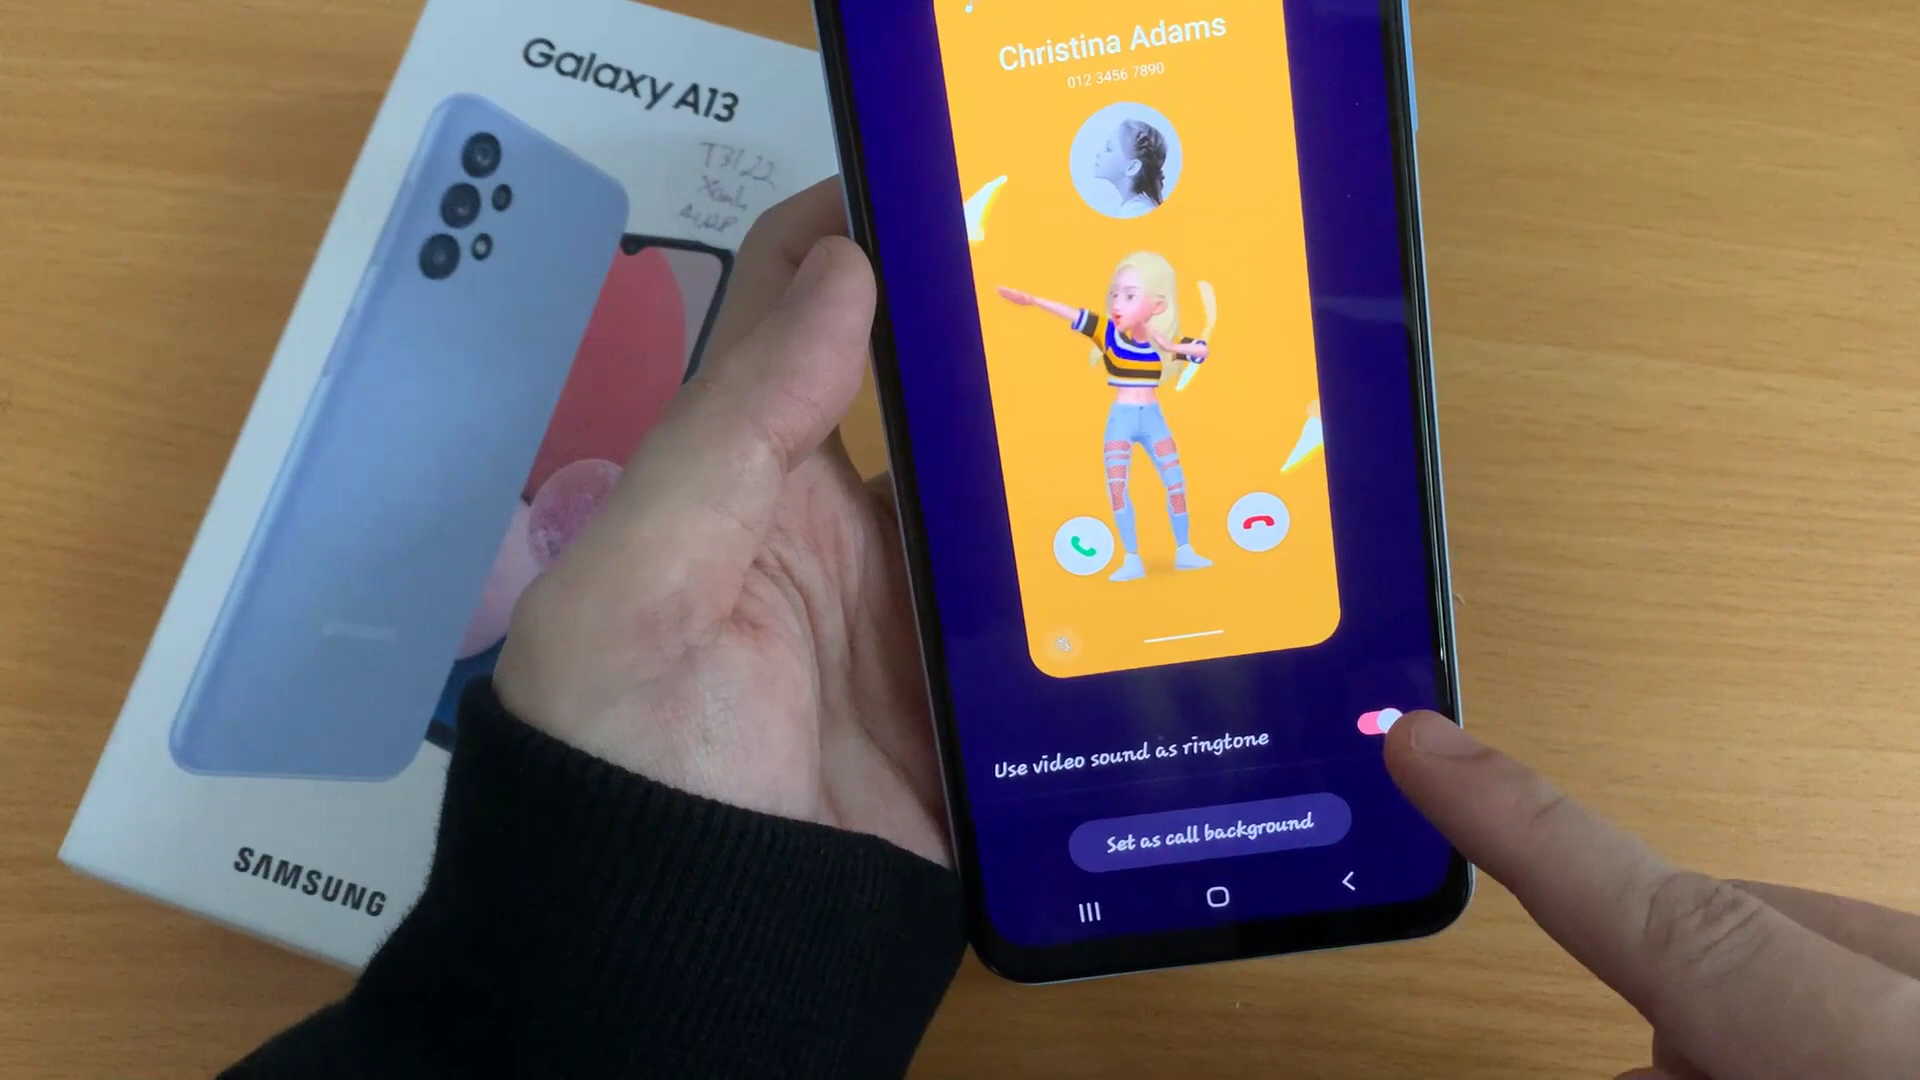 Galaxy A13
SAMSUNG
Christina Adams
012 3456 7890
Use video sound as ringtone
Set as call background